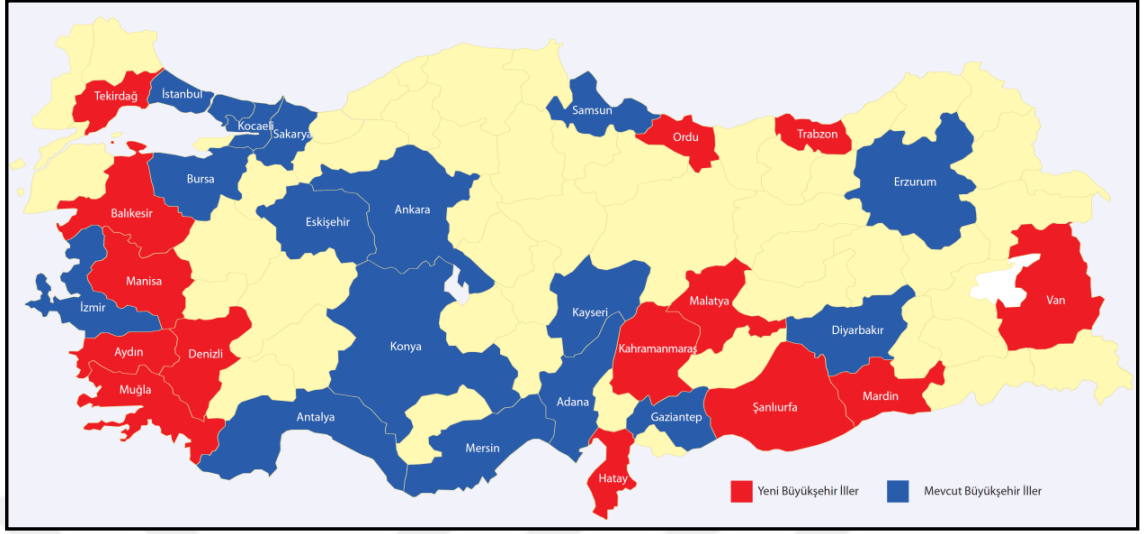 Tekirdağ
İstanbul
Kocaeli
Sakarya
Samsun
Ordu
Trabzon
Bursa
Erzurum
Balıkesir
Eskişehir
Ankara
Manisa
İzmir
Malatya
Van
Kayseri
Diyarbakır
Aydın
Denizli
Konya
Kahramanmaraş
Muğla
Mardin
Antalya
Adana
Gaziantep
Şanlıurfa
Mersin
Hatay
Yeni Büyükşehir İller
Mevcut Büyükşehir İller